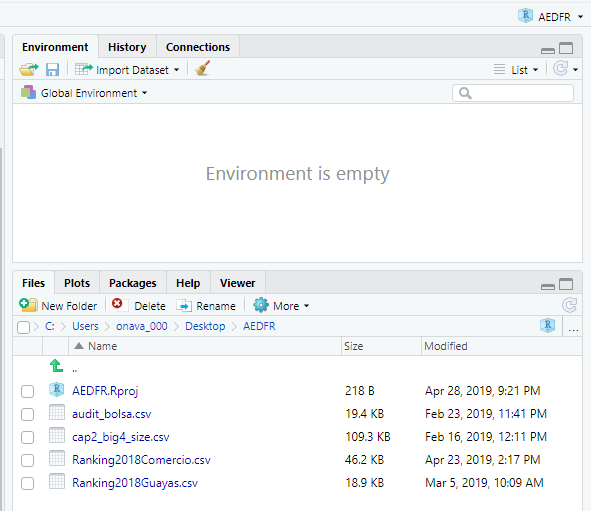 AEDFR
Environment History Connections
Import Dataset List
Global Environment
Environment is empty
Files Plots Packages Help Viewer
New Folder Delete Rename More
C: Users onava_000 Desktop AEDFR ...
Name Size Modified
..
AEDFR.Rproj 218 B Apr 28, 2019, 9:21 PM
audit_bolsa.csv 19.4 KB Feb 23, 2019, 11:41 PM
cap2_big4_size.csv 109.3 KB Feb 16, 2019, 12:11 PM
Ranking2018Comercio.csv 46.2 KB Apr 23, 2019, 2:17 PM
Ranking2018Guayas.csv 18.9 KB Mar 5, 2019, 10:09 AM